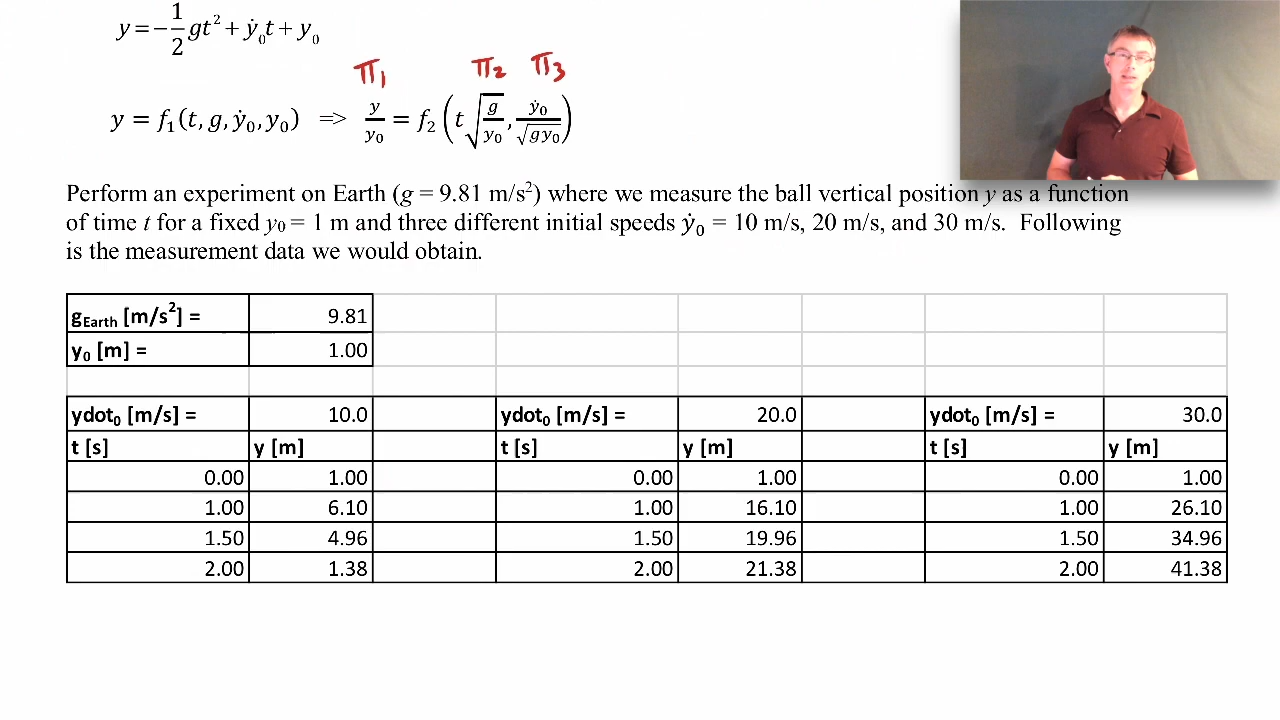 y = −1/2 gt² + ẏ₀t + y₀
π₁ π₂ π₃
y = f₁(t, g, ẏ₀, y₀) => y/y₀ = f₂(t√(g/y₀), ẏ₀/√(gy₀))
Perform an experiment on Earth (g = 9.81 m/s²) where we measure the ball vertical position y as a function
of time t for a fixed y₀ = 1 m and three different initial speeds ẏ₀ = 10 m/s, 20 m/s, and 30 m/s. Following
is the measurement data we would obtain.
gEarth [m/s²] = 9.81
y₀ [m] = 1.00
ydot₀ [m/s] = 10.0 ydot₀ [m/s] = 20.0 ydot₀ [m/s] = 30.0
t [s] y [m] t [s] y [m] t [s] y [m]
0.00 1.00 0.00 1.00 0.00 1.00
1.00 6.10 1.00 16.10 1.00 26.10
1.50 4.96 1.50 19.96 1.50 34.96
2.00 1.38 2.00 21.38 2.00 41.38